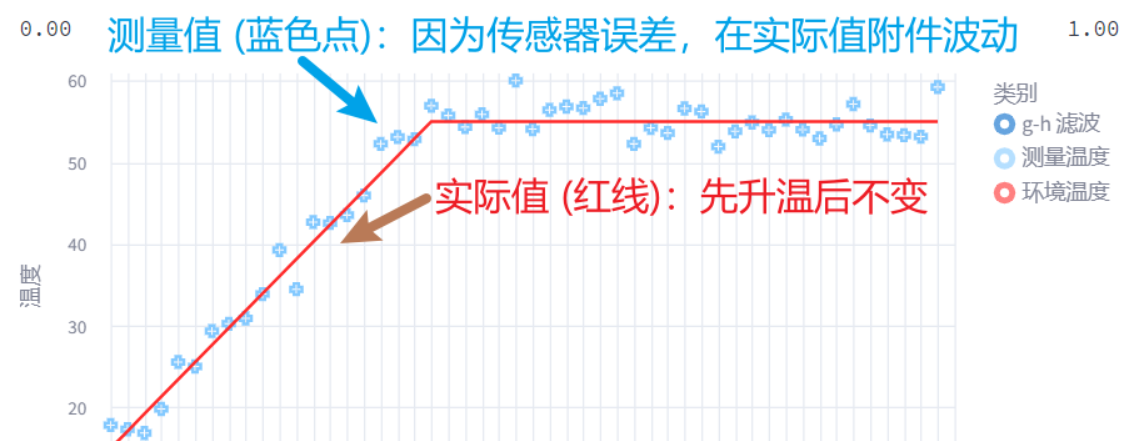 0.00
测量值 (蓝色点)：因为传感器误差，在实际值附件波动
1.00
60
类别
g-h 滤波
测量温度
50
环境温度
实际值 (红线)：先升温后不变
40
温度
30
20